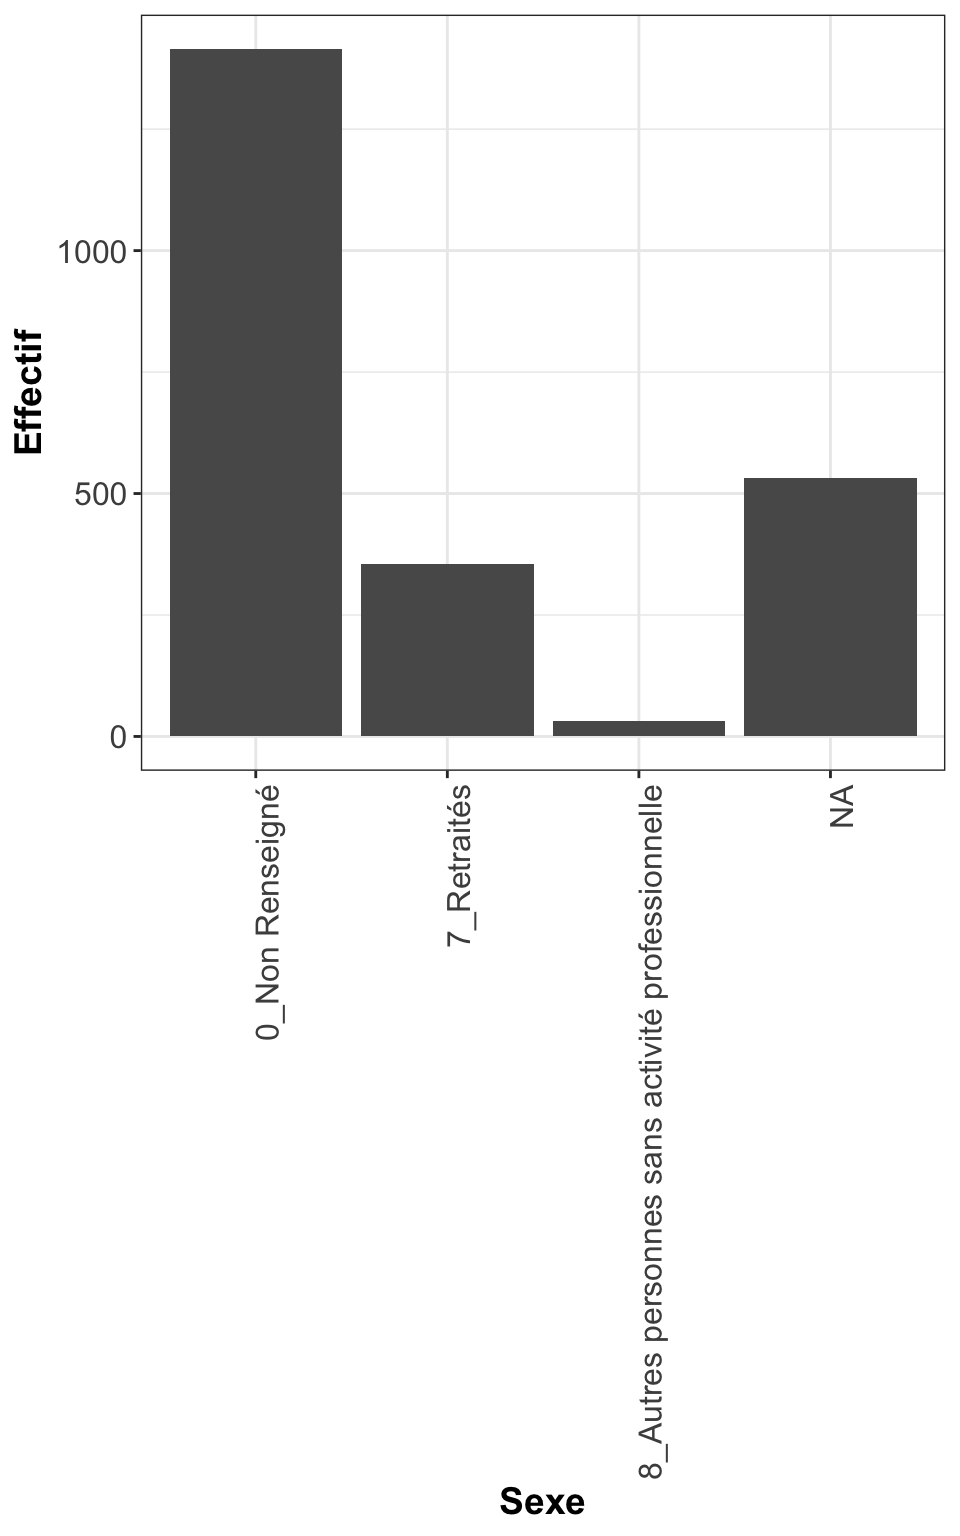 Effectif
1000
500
0
0_Non Renseigné
7_Retraités
8_Autres personnes sans activité professionnelle
NA
Sexe